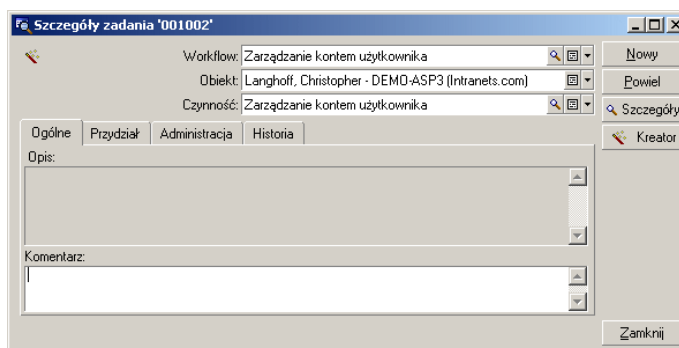 Szczegóły zadania '001002'
Workflow: Zarządzanie kontem użytkownika
Obiekt: Langhoff, Christopher - DEMO-ASP3 (Intranets.com)
Czynność: Zarządzanie kontem użytkownika
Nowy
Powiel
Szczegóły
Kreator
Ogólne Przydział Administracja Historia
Opis:
Komentarz:
Zamknij